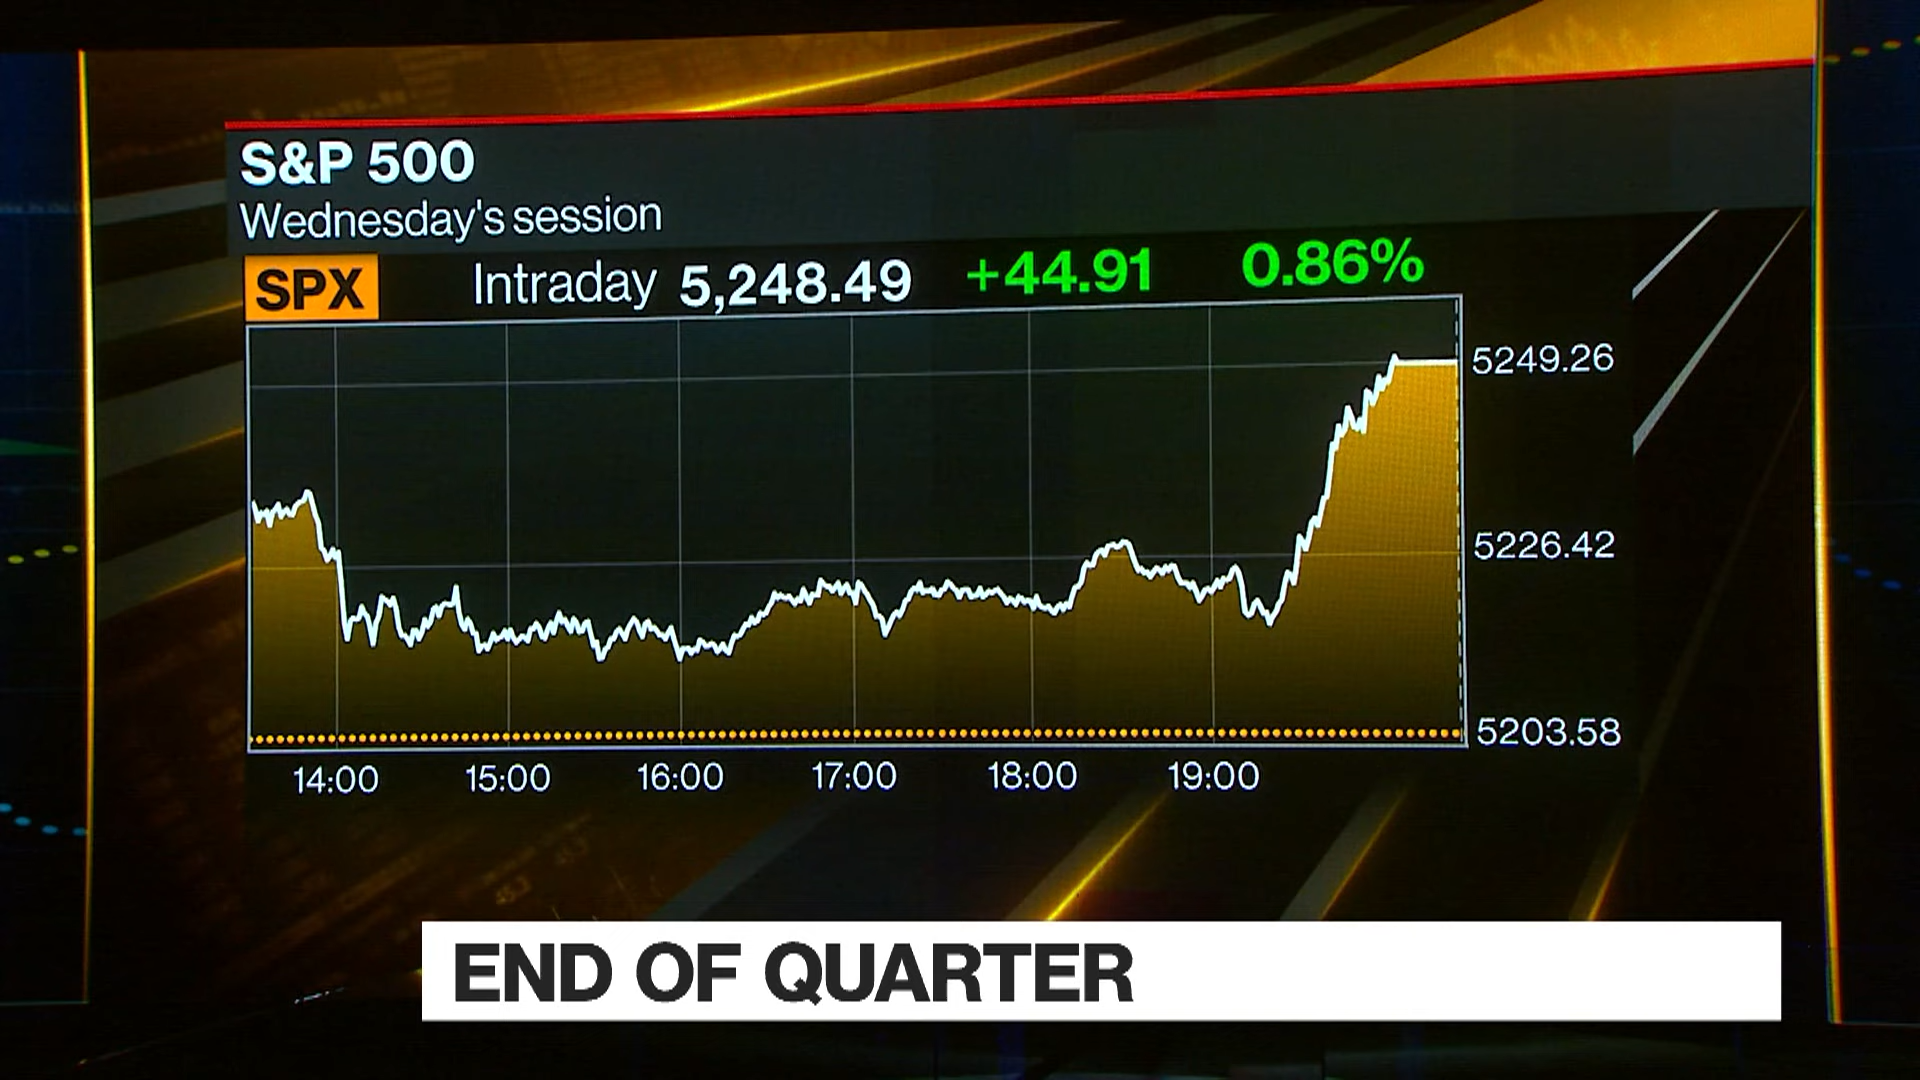 S&P 500
Wednesday's session
SPX Intraday 5,248.49 +44.91 0.86%
5249.26
5226.42
5203.58
14:00 15:00 16:00 17:00 18:00 19:00
END OF QUARTER